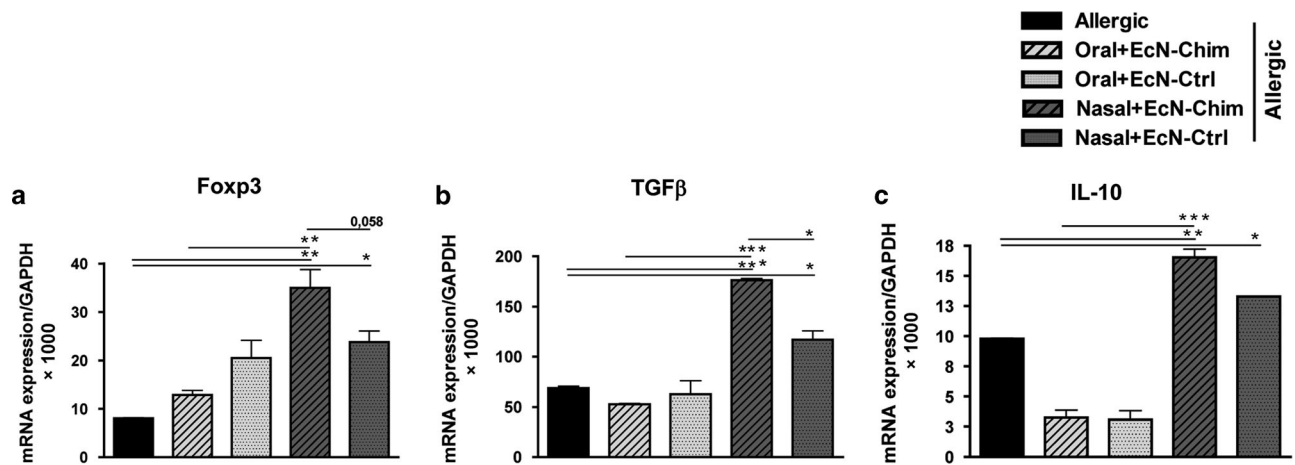 Allergic
Oral+EcN-Chim
Oral+EcN-Ctrl
Nasal+EcN-Chim
Nasal+EcN-Ctrl
Allergic
a
Foxp3
mRNA expression/GAPDH
× 1000
40
30
20
10
0
0,058
**
**
*
b
TGFβ
mRNA expression/GAPDH
× 1000
200
150
100
50
0
*
***
***
*
c
IL-10
mRNA expression/GAPDH
× 1000
18
15
13
10
8
5
3
0
***
**
*